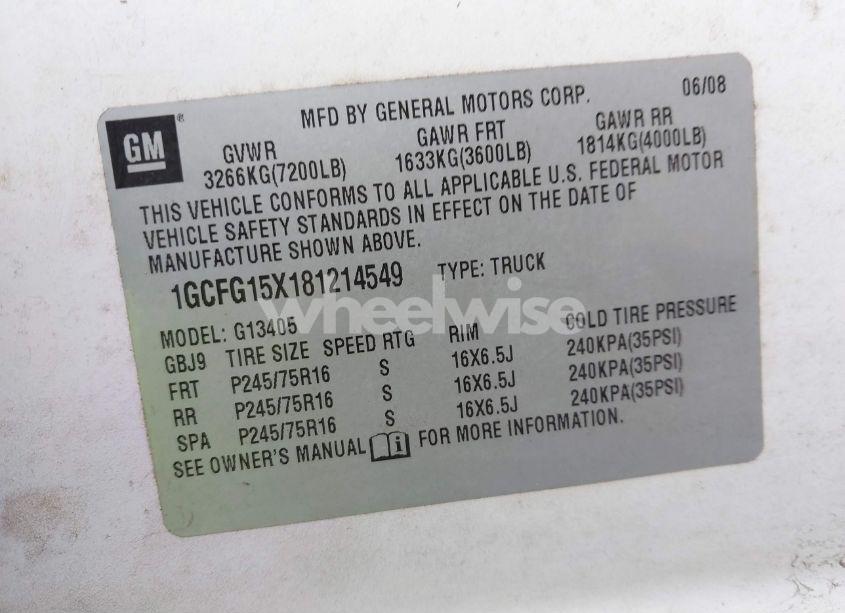 MFD BY GENERAL MOTORS CORP. 06/08
GM ®
GVWR GAWR FRT GAWR RR
3266KG(7200LB) 1633KG(3600LB) 1814KG(4000LB)
THIS VEHICLE CONFORMS TO ALL APPLICABLE U.S. FEDERAL MOTOR
VEHICLE SAFETY STANDARDS IN EFFECT ON THE DATE OF
MANUFACTURE SHOWN ABOVE.
1GCFG15X181214549 TYPE: TRUCK
wheelwise
MODEL: G13405
GBJ9 TIRE SIZE SPEED RTG RIM COLD TIRE PRESSURE
FRT P245/75R16 S 16X6.5J 240KPA(35PSI)
RR P245/75R16 S 16X6.5J 240KPA(35PSI)
SPA P245/75R16 S 16X6.5J 240KPA(35PSI)
SEE OWNER'S MANUAL i FOR MORE INFORMATION.